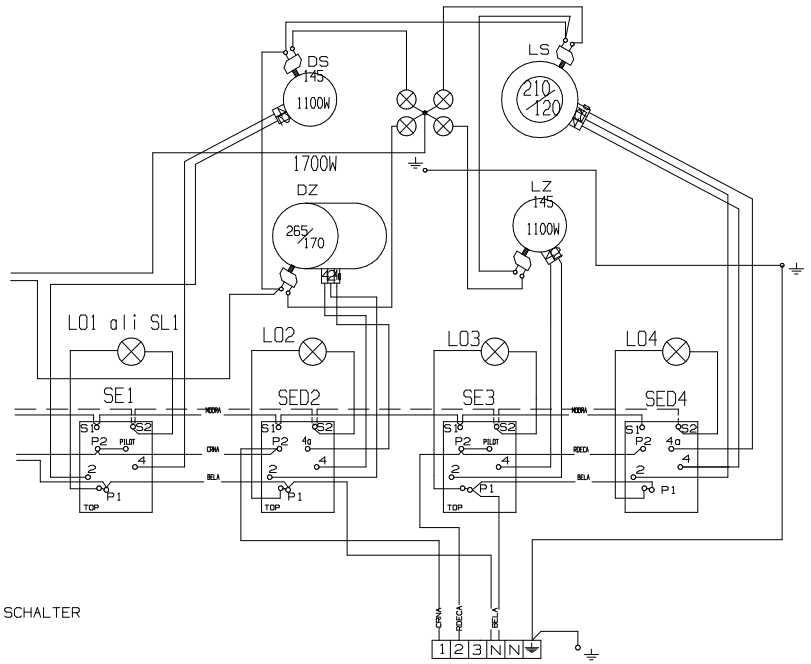 DS
145
1100W
LS
210
120
1700W
DZ
265
170
LZ
145
1100W
LO1 ali SL1
LO2
LO3
LO4
SE1
SED2
SE3
SED4
MODRA
MODRA
S1 S2
S1 S2
S1 S2
S1 S2
P2 PILOT
P2 4a
P2 PILOT
P2 4a
CRNA
RDECA
4
4
4
4
2
2
2
2
BELA
BELA
P1
P1
P1
P1
TOP
TOP
TOP
SCHALTER
CRNA
RDECA
BELA
1 2 3 N N